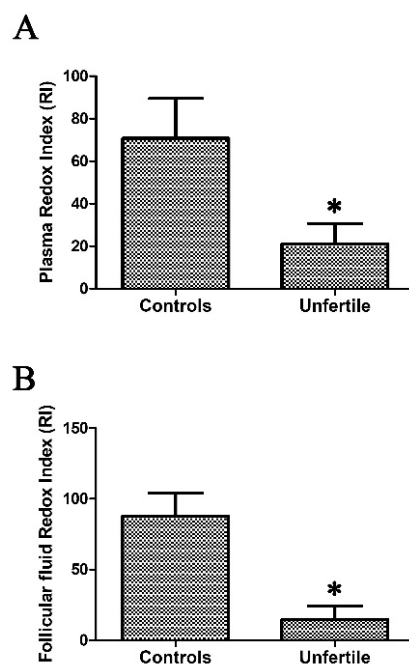 A
Plasma Redox Index (RI)
100
80
60
40
20
0
*
Controls Unfertile
B
Follicular fluid Redox Index (RI)
150
100
50
0
*
Controls Unfertile